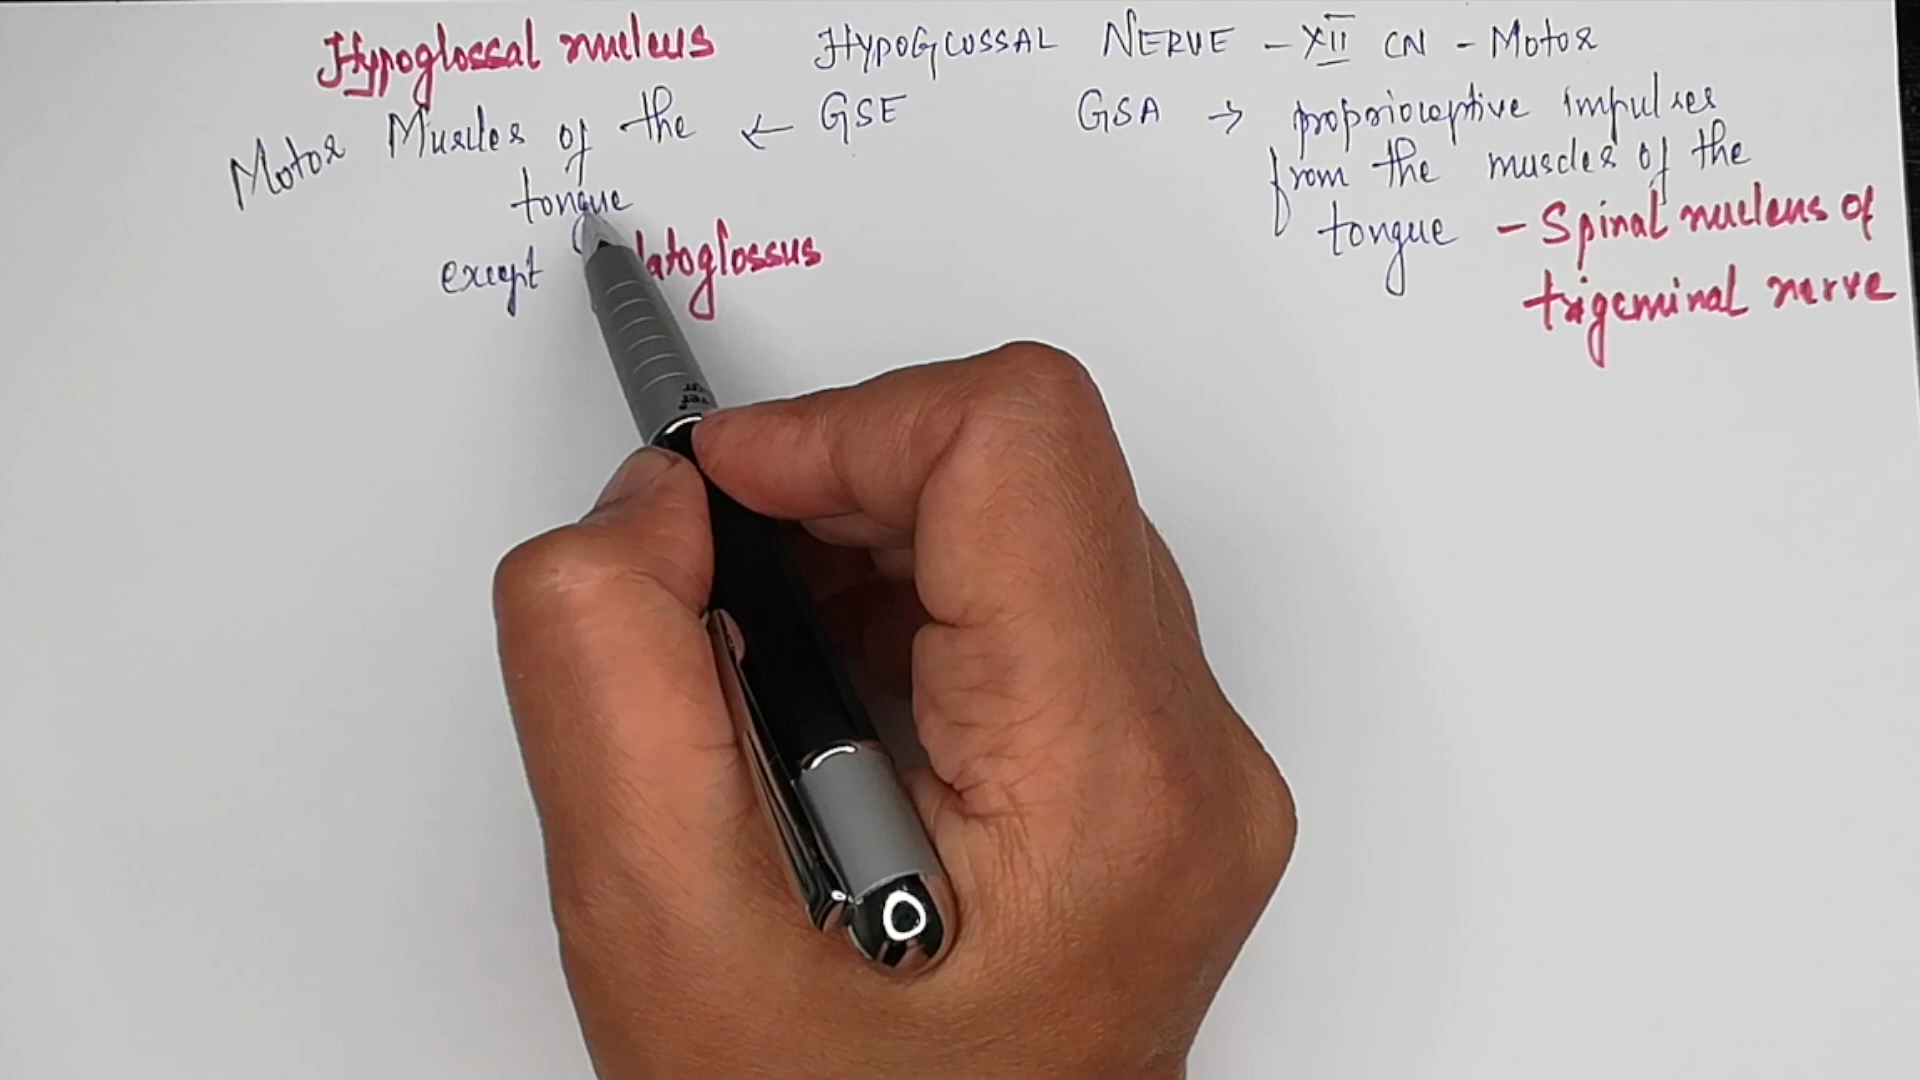 Hypoglossal nucleus HYPOGLOSSAL NERVE - XII CN - Motor
Motor Muscles of the ← GSE GSA → proprioceptive impulses
tongue from the muscles of the
except tongue - Spinal nucleus of
trigeminal nerve